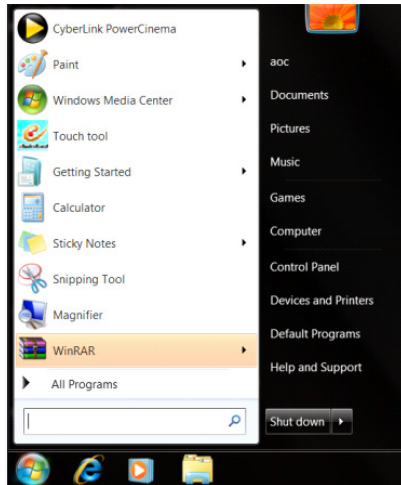 CyberLink PowerCinema
Paint
Windows Media Center
Touch tool
Getting Started
Calculator
Sticky Notes
Snipping Tool
Magnifier
WinRAR
All Programs
aoc
Documents
Pictures
Music
Games
Computer
Control Panel
Devices and Printers
Default Programs
Help and Support
Shut down